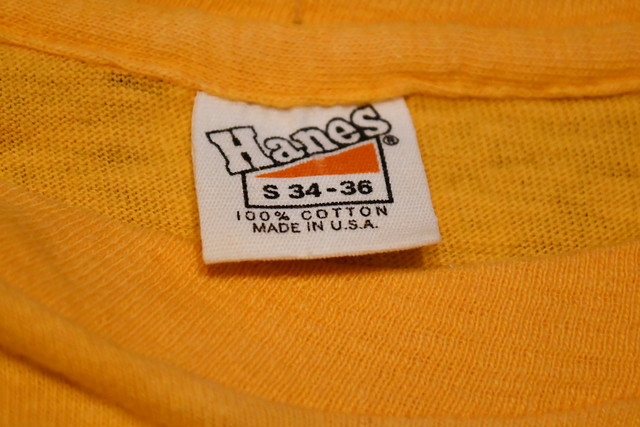 Hanes®
S 34-36
100% COTTON
MADE IN U.S.A.